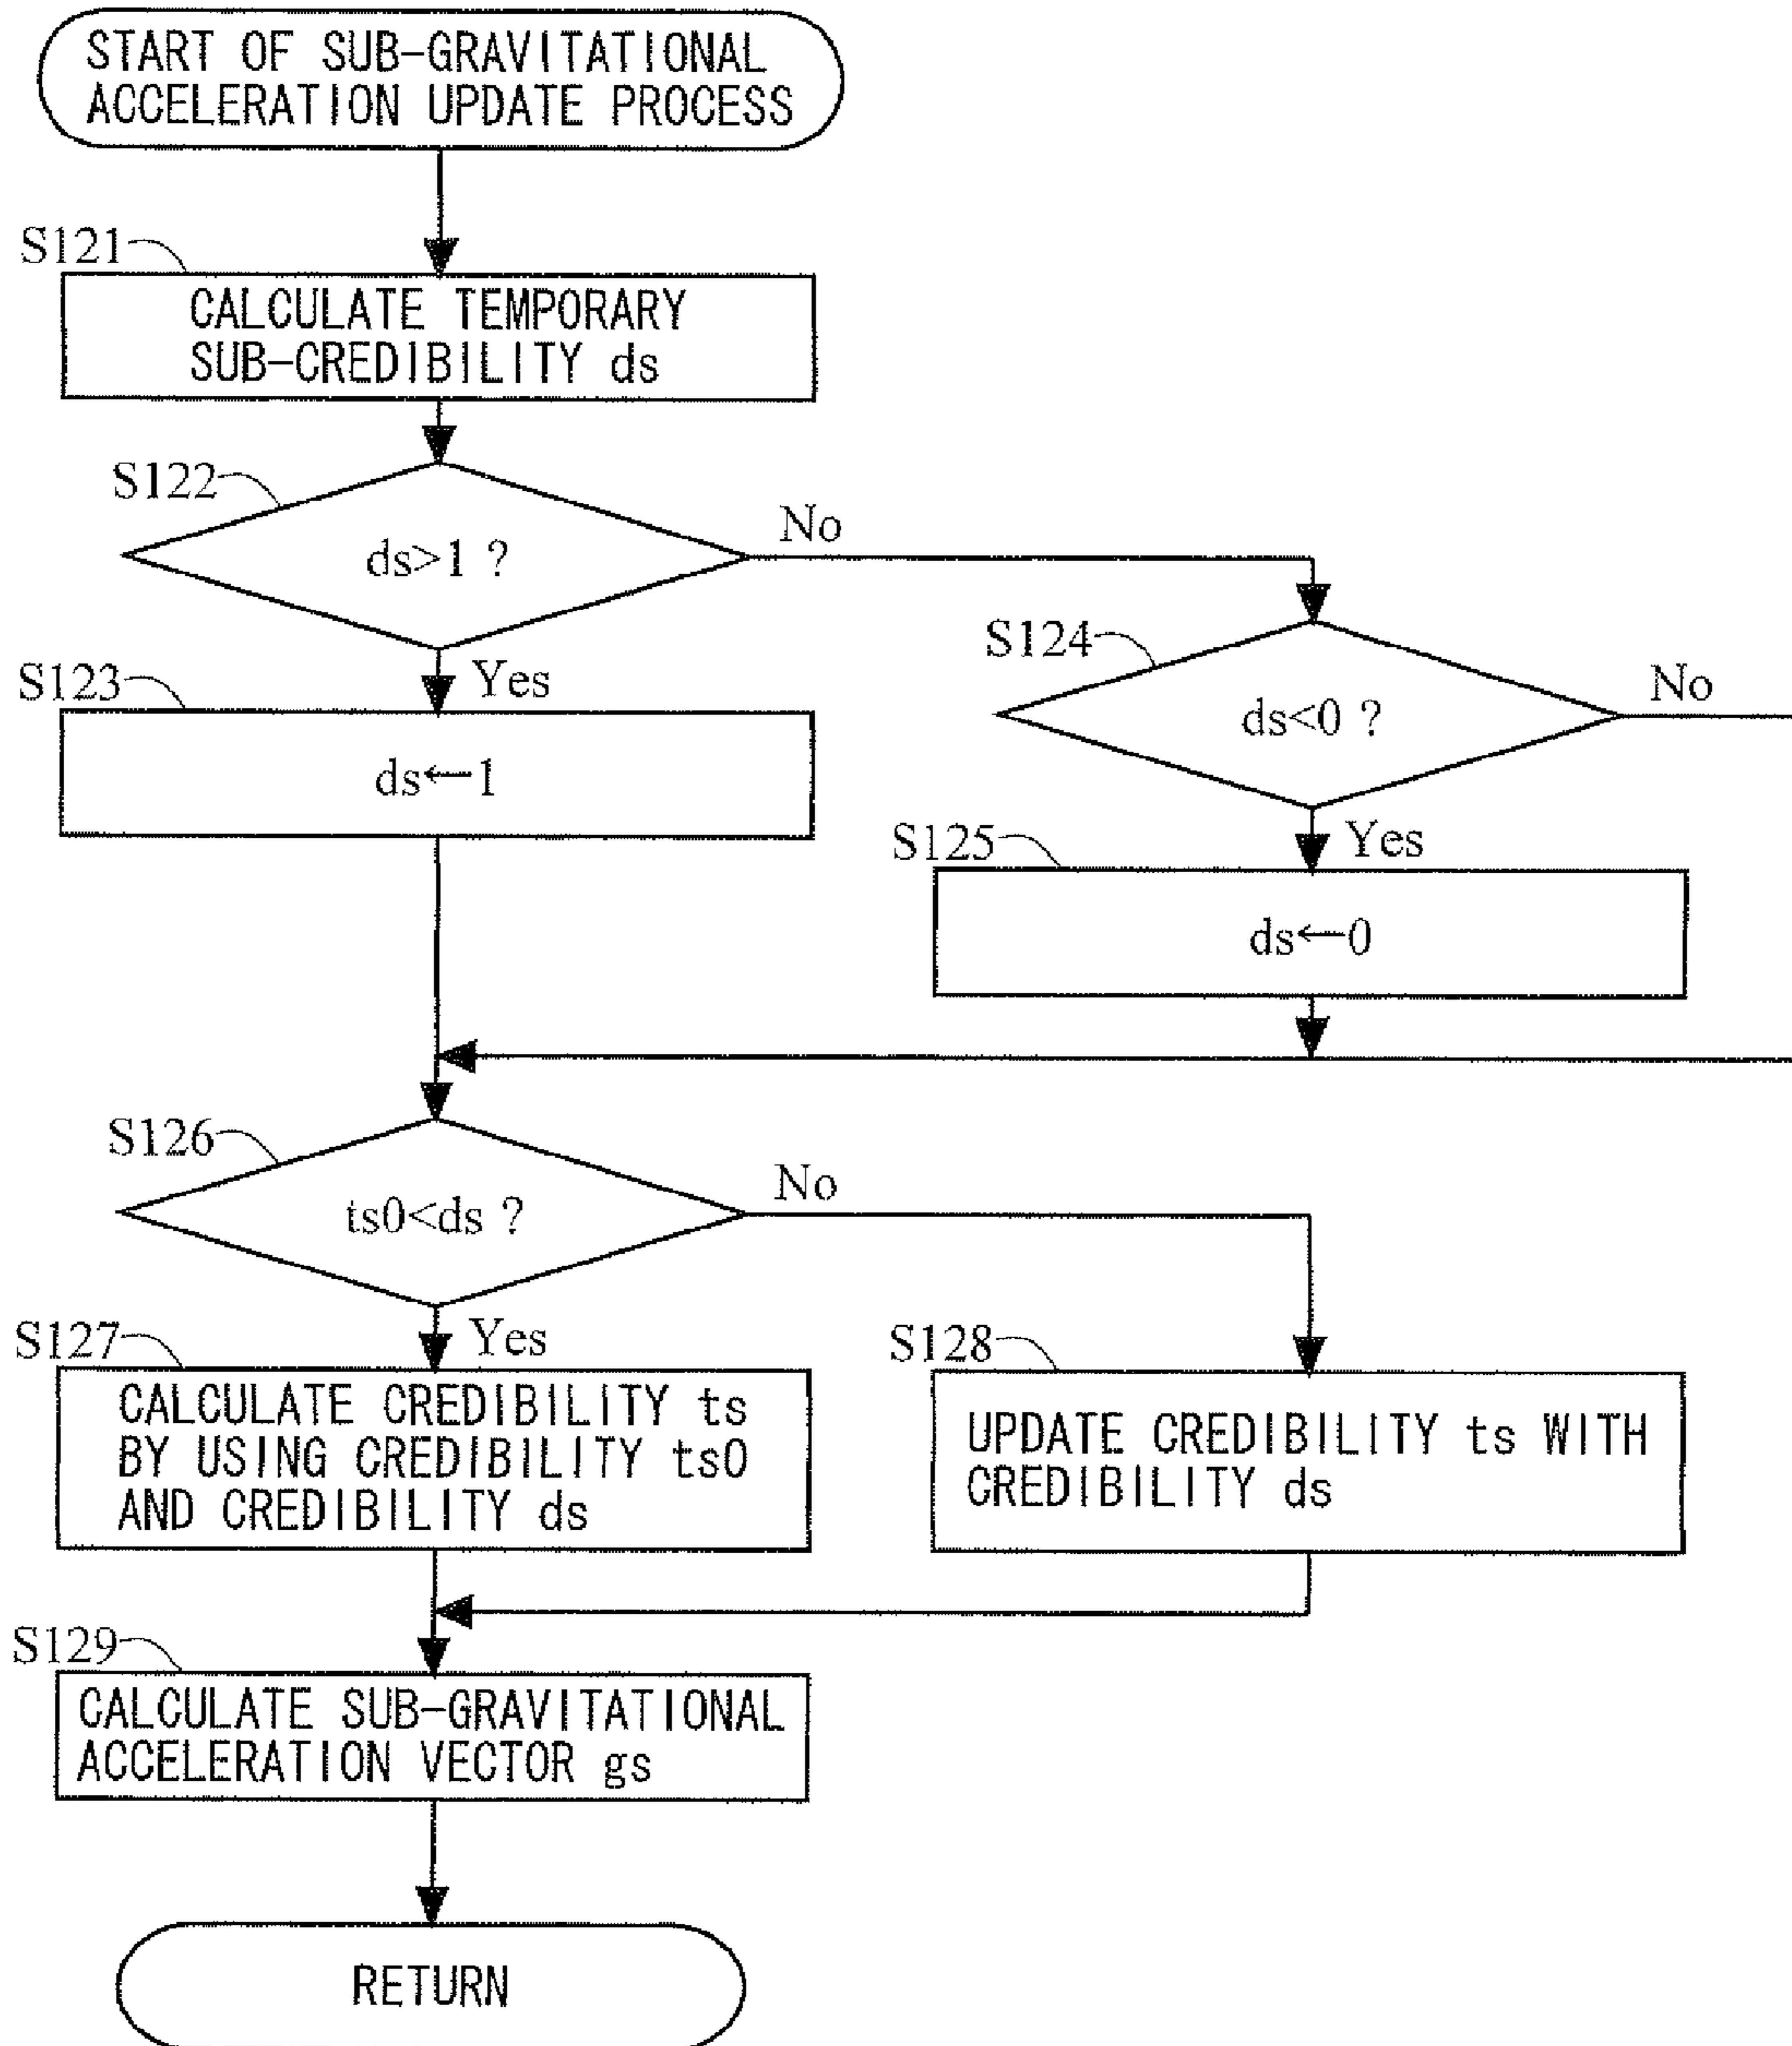 START OF SUB-GRAVITATIONAL
ACCELERATION UPDATE PROCESS
S121
CALCULATE TEMPORARY
SUB-CREDIBILITY ds
S122
ds>1 ?
No
Yes
S123
ds←1
S124
ds<0 ?
No
Yes
S125
ds←0
S126
ts0<ds ?
No
Yes
S127
CALCULATE CREDIBILITY ts
BY USING CREDIBILITY ts0
AND CREDIBILITY ds
S128
UPDATE CREDIBILITY ts WITH
CREDIBILITY ds
S129
CALCULATE SUB-GRAVITATIONAL
ACCELERATION VECTOR gs
RETURN